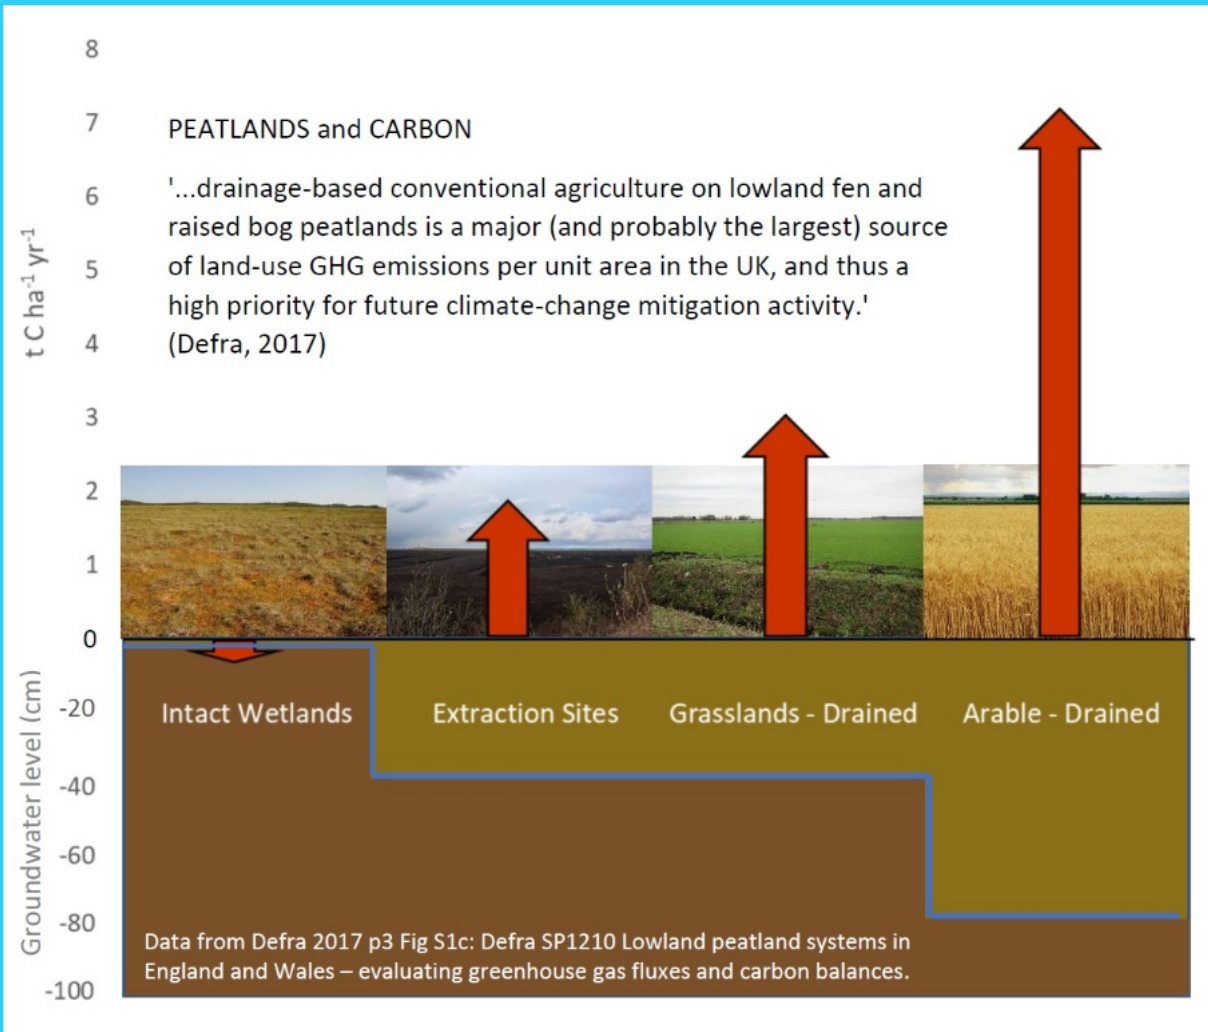 8
7
PEATLANDS and CARBON
6
'...drainage-based conventional agriculture on lowland fen and
raised bog peatlands is a major (and probably the largest) source
5
of land-use GHG emissions per unit area in the UK, and thus a
high priority for future climate-change mitigation activity.'
4
(Defra, 2017)
t C ha⁻¹ yr⁻¹
3
2
1
0
-20
Intact Wetlands
Extraction Sites
Grasslands - Drained
Arable - Drained
-40
-60
-80
-100
Groundwater level (cm)
Data from Defra 2017 p3 Fig S1c: Defra SP1210 Lowland peatland systems in
England and Wales – evaluating greenhouse gas fluxes and carbon balances.